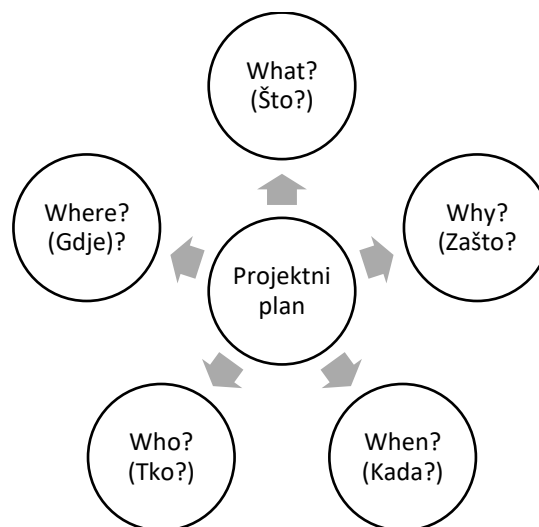 What?
(Što?)
Where?
(Gdje)?
Why?
(Zašto?
Projektni
plan
Who?
(Tko?)
When?
(Kada?)